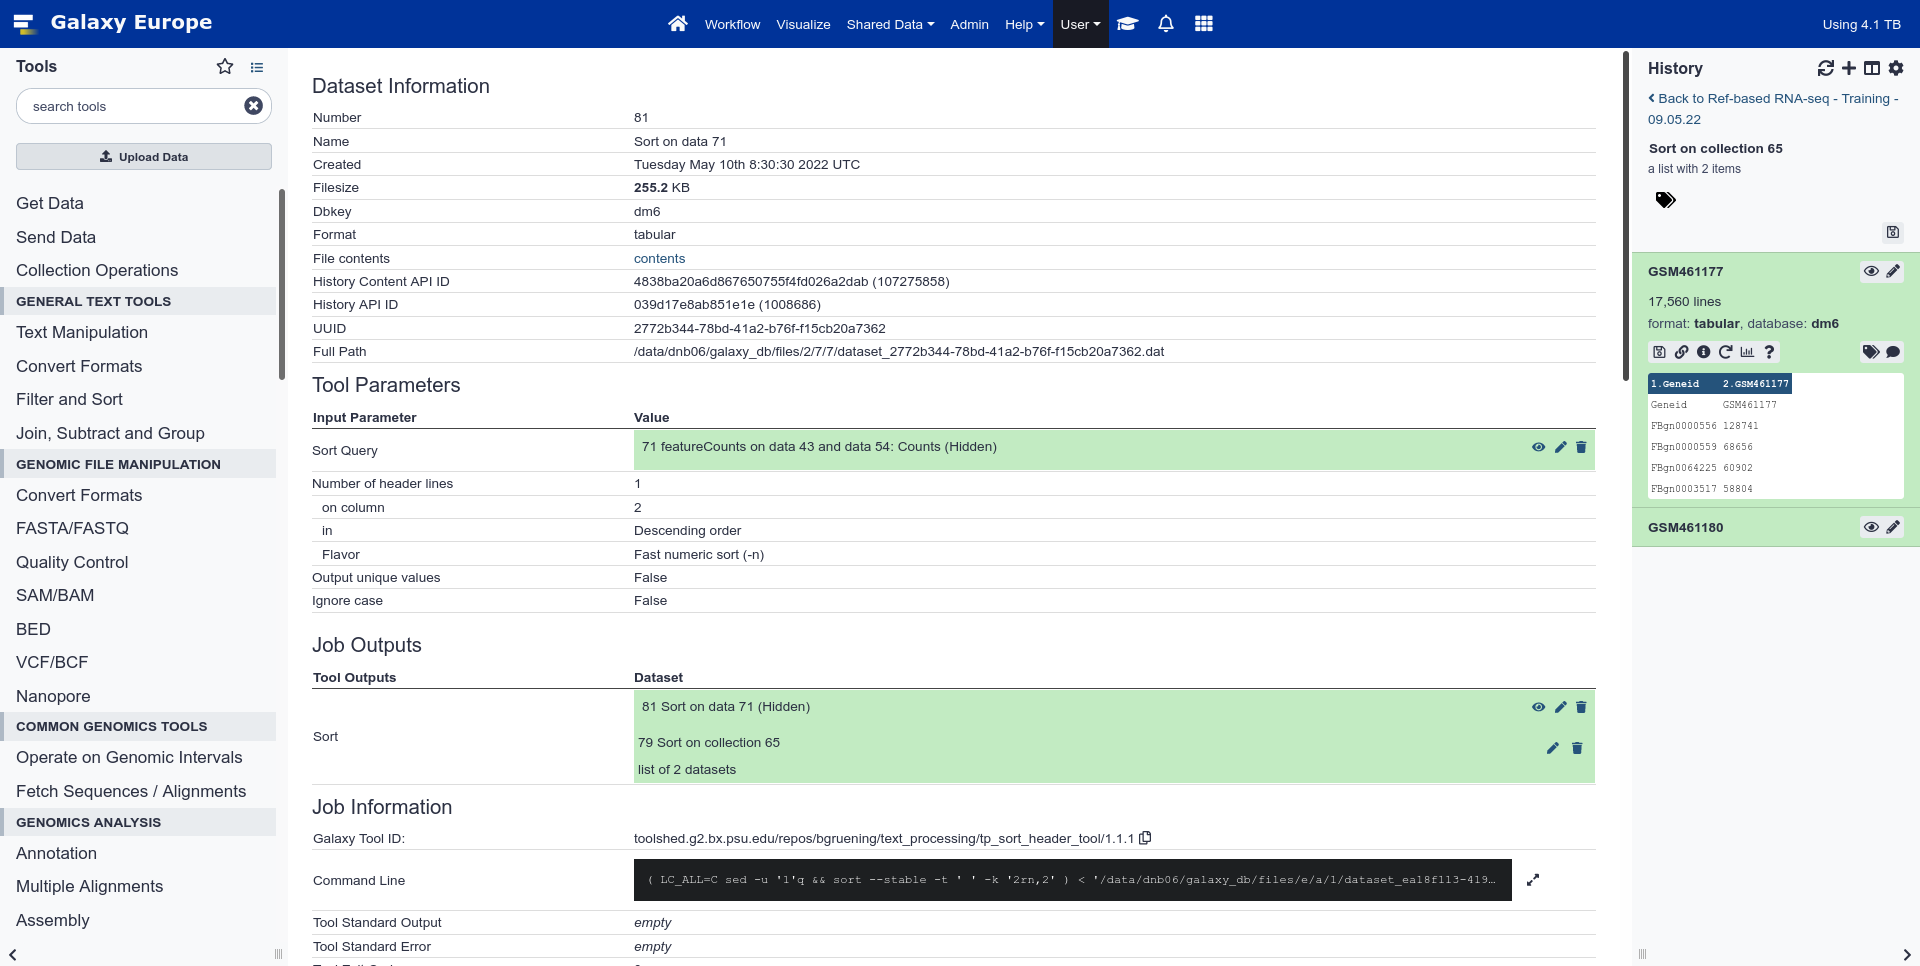 Galaxy Europe
Workflow Visualize Shared Data Admin Help User
Using 4.1 TB
Tools
search tools
Upload Data
Get Data
Send Data
Collection Operations
GENERAL TEXT TOOLS
Text Manipulation
Convert Formats
Filter and Sort
Join, Subtract and Group
GENOMIC FILE MANIPULATION
Convert Formats
FASTA/FASTQ
Quality Control
SAM/BAM
BED
VCF/BCF
Nanopore
COMMON GENOMICS TOOLS
Operate on Genomic Intervals
Fetch Sequences / Alignments
GENOMICS ANALYSIS
Annotation
Multiple Alignments
Assembly
Dataset Information
Number 81
Name Sort on data 71
Created Tuesday May 10th 8:30:30 2022 UTC
Filesize 255.2 KB
Dbkey dm6
Format tabular
File contents contents
History Content API ID 4838ba20a6d867650755f4fd026a2dab (107275858)
History API ID 039d17e8ab851e1e (1008686)
UUID 2772b344-78bd-41a2-b76f-f15cb20a7362
Full Path /data/dnb06/galaxy_db/files/2/7/7/dataset_2772b344-78bd-41a2-b76f-f15cb20a7362.dat
Tool Parameters
Input Parameter Value
Sort Query 71 featureCounts on data 43 and data 54: Counts (Hidden)
Number of header lines 1
on column 2
in Descending order
Flavor Fast numeric sort (-n)
Output unique values False
Ignore case False
Job Outputs
Tool Outputs Dataset
81 Sort on data 71 (Hidden)
Sort
79 Sort on collection 65
list of 2 datasets
Job Information
Galaxy Tool ID: toolshed.g2.bx.psu.edu/repos/bgruening/text_processing/tp_sort_header_tool/1.1.1
Command Line ( LC_ALL=C sed -u '1'q && sort --stable -t ' ' -k '2rn,2' ) < '/data/dnb06/galaxy_db/files/e/a/1/dataset_ea18f113-419…
Tool Standard Output empty
Tool Standard Error empty
History
Back to Ref-based RNA-seq - Training -
09.05.22
Sort on collection 65
a list with 2 items
GSM461177
17,560 lines
format: tabular, database: dm6
1.Geneid 2.GSM461177
Geneid GSM461177
FBgn0000556 128741
FBgn0000559 68656
FBgn0064225 60902
FBgn0003517 58804
GSM461180